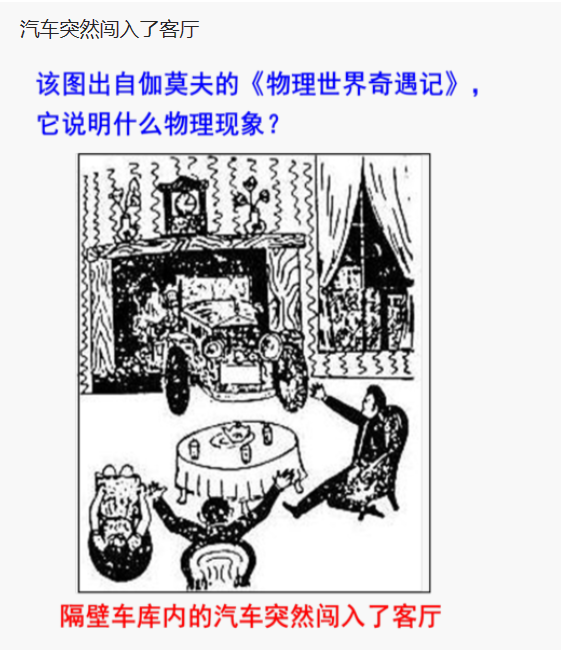 汽车突然闯入了客厅
该图出自伽莫夫的《物理世界奇遇记》，
它说明什么物理现象？
隔壁车库内的汽车突然闯入了客厅